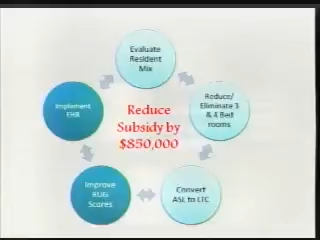 Evaluate
Resident
Mix
Reduce/
Eliminate 3
& 4 Bed
rooms
Convert
ASL to LTC
Improve
RUG
Scores
Implement
EHR
Reduce
Subsidy by
$850,000